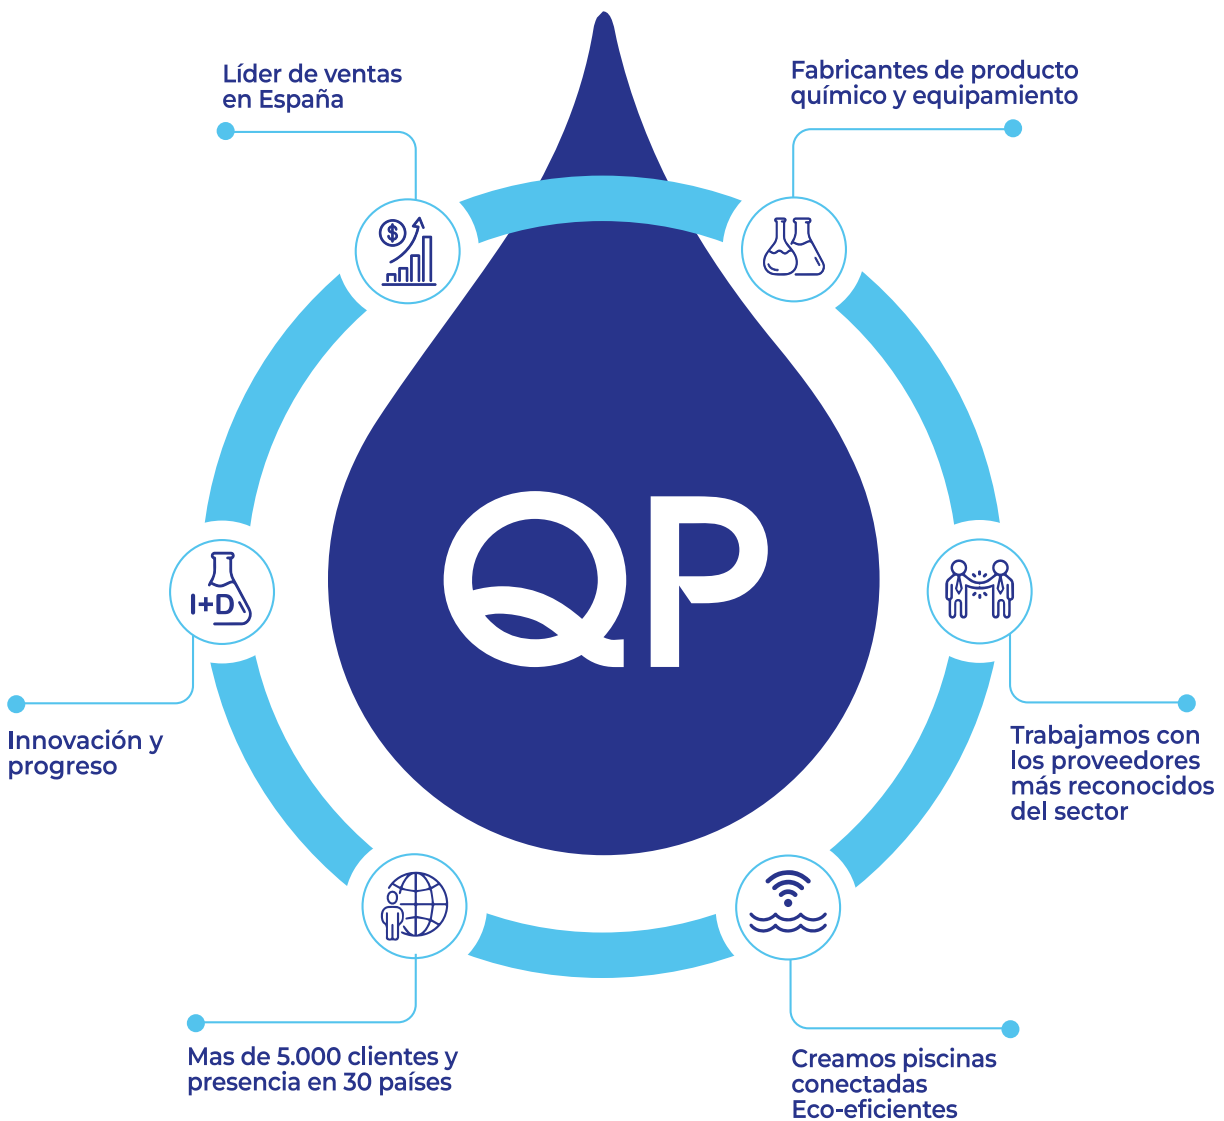 Líder de ventas
en España
Fabricantes de producto
químico y equipamiento
$
QP
I+D
Innovación y
progreso
Trabajamos con
los proveedores
más reconocidos
del sector
Mas de 5.000 clientes y
presencia en 30 países
Creamos piscinas
conectadas
Eco-eficientes